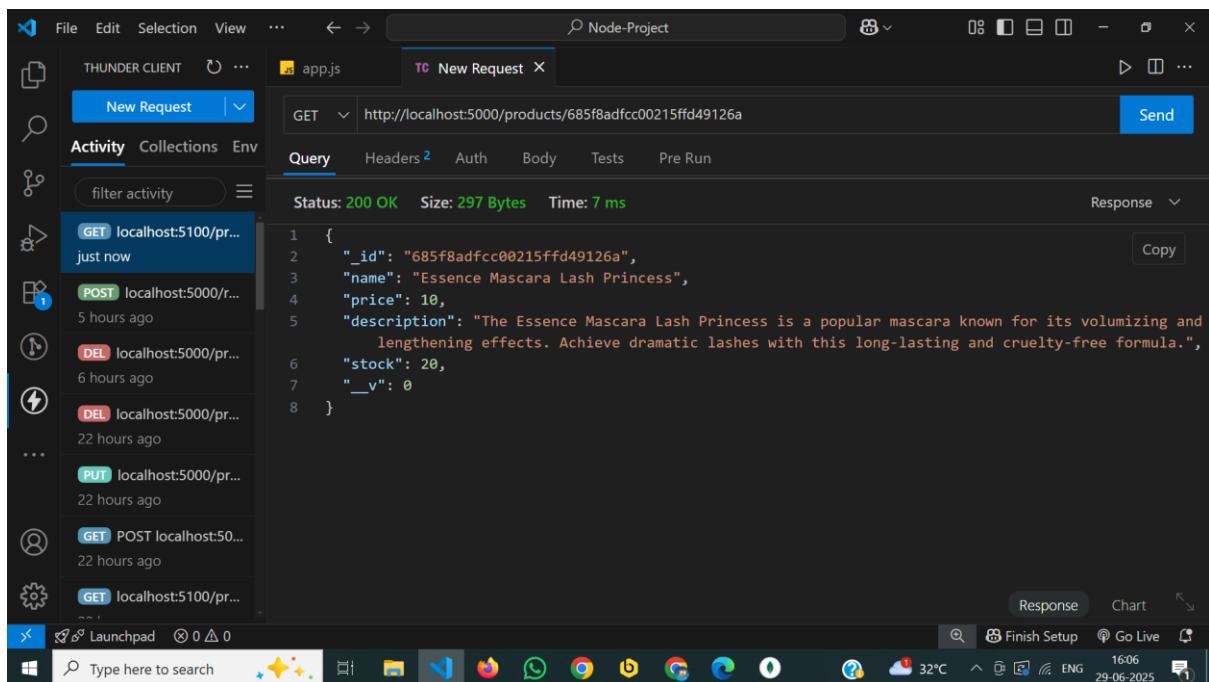 File Edit Selection View ··· Node-Project
THUNDER CLIENT ···
New Request
Activity Collections Env
filter activity
GET localhost:5100/pr...
just now
POST localhost:5000/r...
5 hours ago
DEL localhost:5000/pr...
6 hours ago
DEL localhost:5000/pr...
22 hours ago
PUT localhost:5000/pr...
22 hours ago
GET POST localhost:50...
22 hours ago
GET localhost:5100/pr...
JS app.js TC New Request ···
GET http://localhost:5000/products/685f8adfcc00215ffd49126a Send
Query Headers 2 Auth Body Tests Pre Run
Status: 200 OK Size: 297 Bytes Time: 7 ms Response
Copy
1 {
2 "_id": "685f8adfcc00215ffd49126a",
3 "name": "Essence Mascara Lash Princess",
4 "price": 10,
5 "description": "The Essence Mascara Lash Princess is a popular mascara known for its volumizing and
lengthening effects. Achieve dramatic lashes with this long-lasting and cruelty-free formula.",
6 "stock": 20,
7 "__v": 0
8 }
Response Chart
1
Launchpad 0 0 Finish Setup Go Live
Type here to search 32°C ENG 16:06
29-06-2025
1